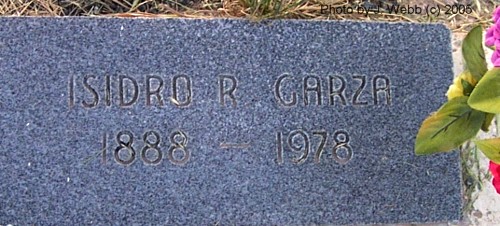 Photo by J. Webb (c) 2005
ISIDRO R. GARZA
1888 - 1978